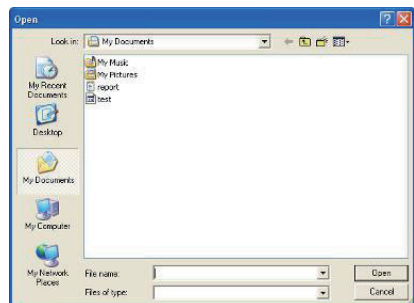 Open
Look in: My Documents
My Recent
Documents
Desktop
My Documents
My Computer
My Network
Places
My Music
My Pictures
report
test
File name:
Open
Files of type:
Cancel